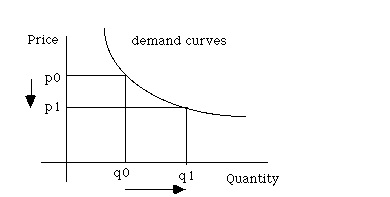 Price
demand curves
p0
p1
q0
q1
Quantity